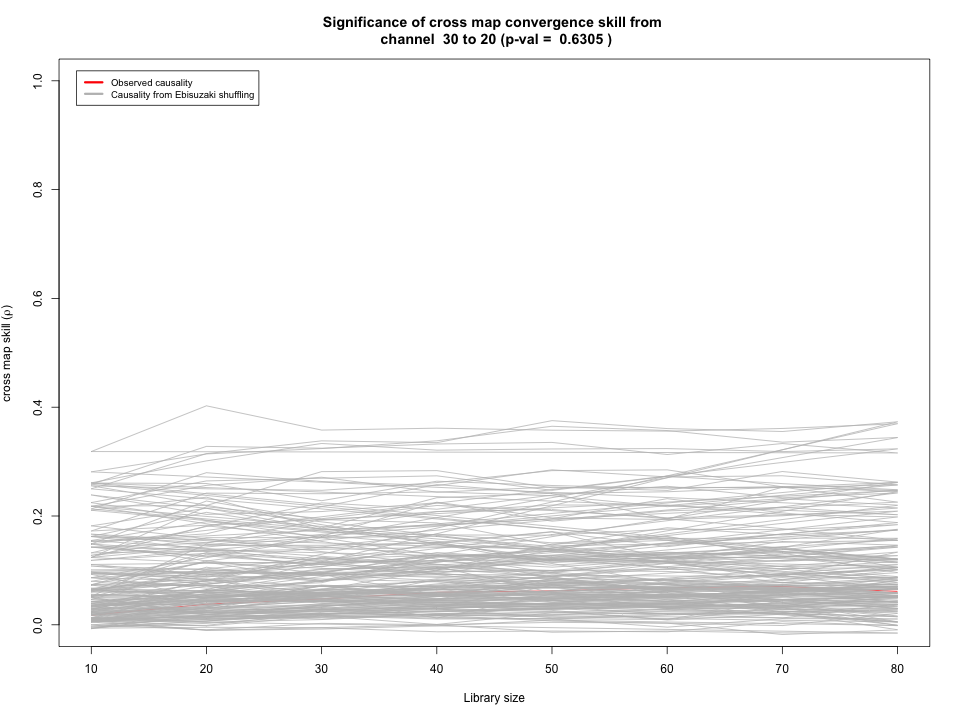 Significance of cross map convergence skill from
channel  30 to 20 (p-val =  0.6305 )
Observed causality
Causality from Ebisuzaki shuffling
cross map skill (ρ)
1.0
0.8
0.6
0.4
0.2
0.0
10 20 30 40 50 60 70 80
Library size